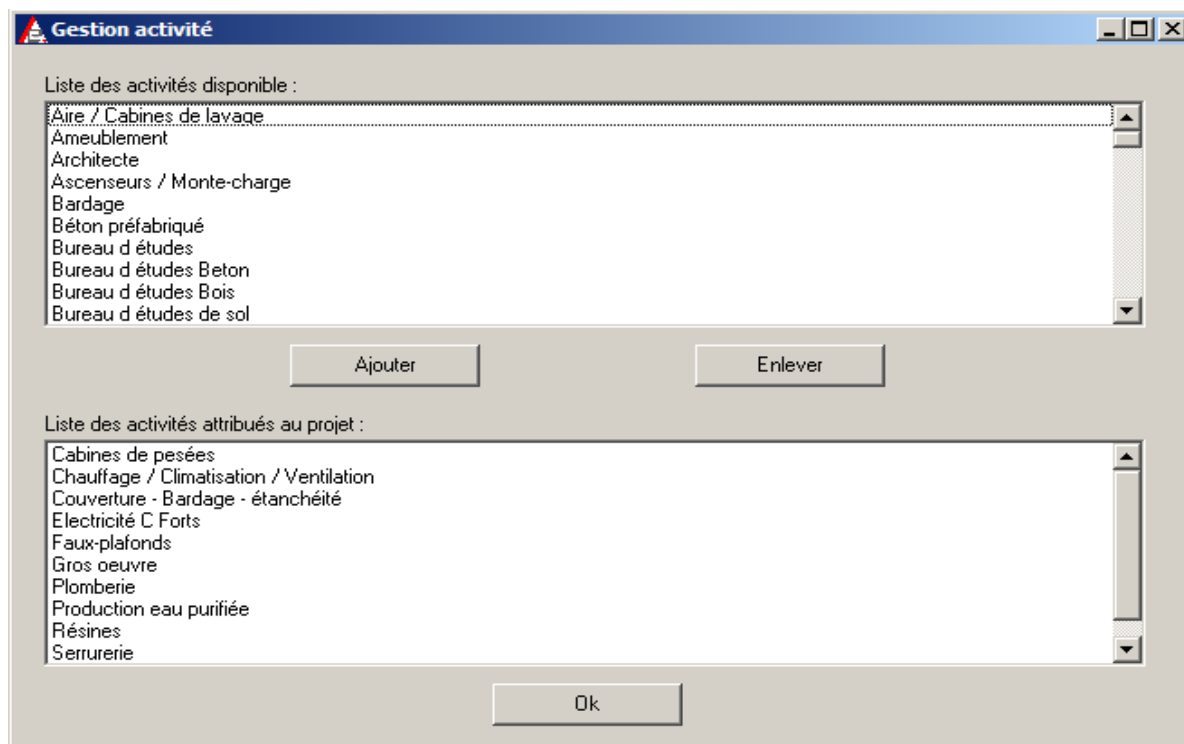 Gestion activité
Liste des activités disponible :
Aire / Cabines de lavage
Ameublement
Architecte
Ascenseurs / Monte-charge
Bardage
Béton préfabriqué
Bureau d études
Bureau d études Beton
Bureau d études Bois
Bureau d études de sol
Ajouter
Enlever
Liste des activités attribués au projet :
Cabines de pesées
Chauffage / Climatisation / Ventilation
Couverture - Bardage - étanchéité
Electricité C Forts
Faux-plafonds
Gros oeuvre
Plomberie
Production eau purifiée
Résines
Serrurerie
Ok